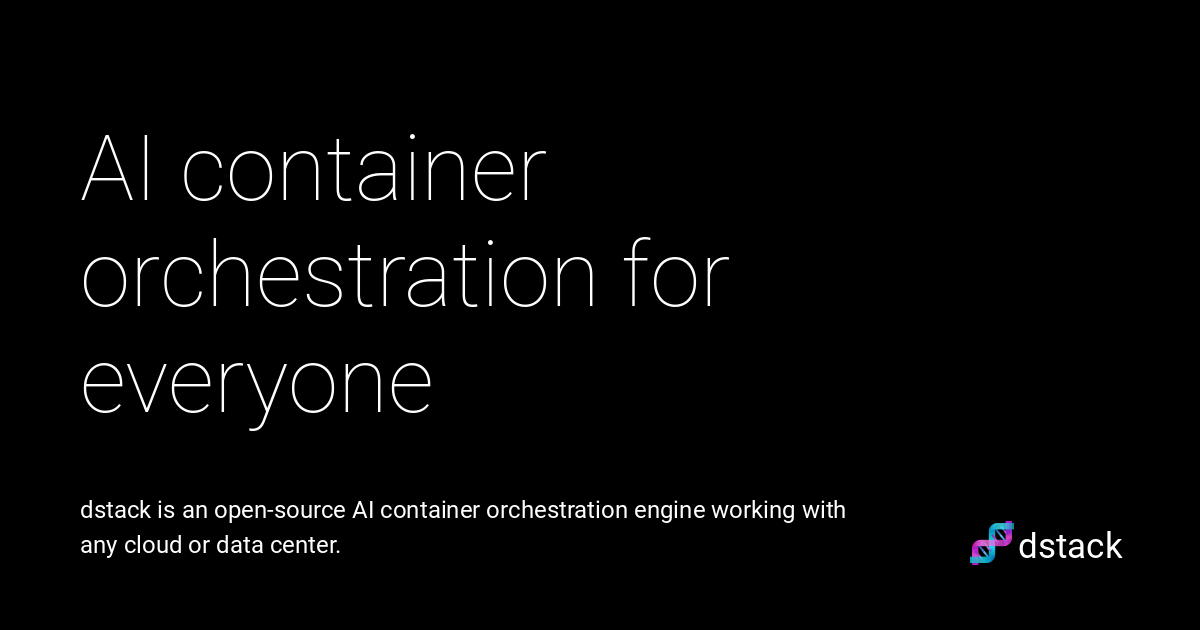 AI container
orchestration for
everyone
dstack is an open-source AI container orchestration engine working with
any cloud or data center.
dstack